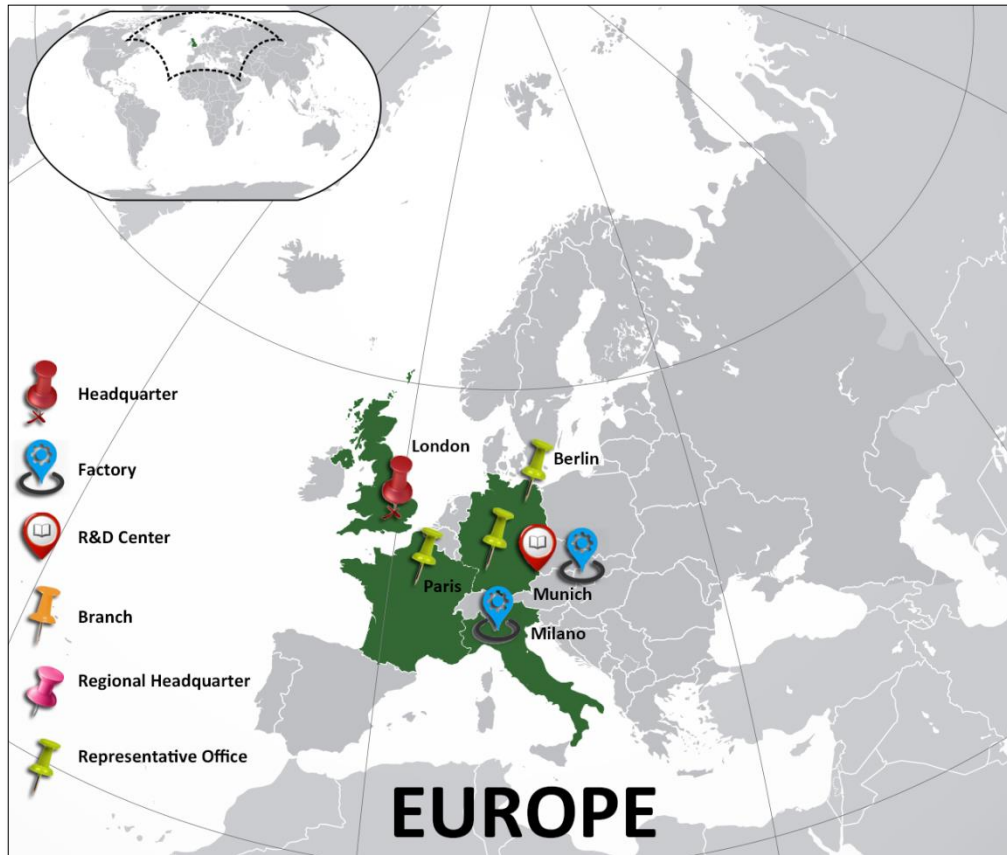 Headquarter
Factory
R&D Center
Branch
Regional Headquarter
Representative Office
London
Berlin
Paris
Munich
Milano
EUROPE